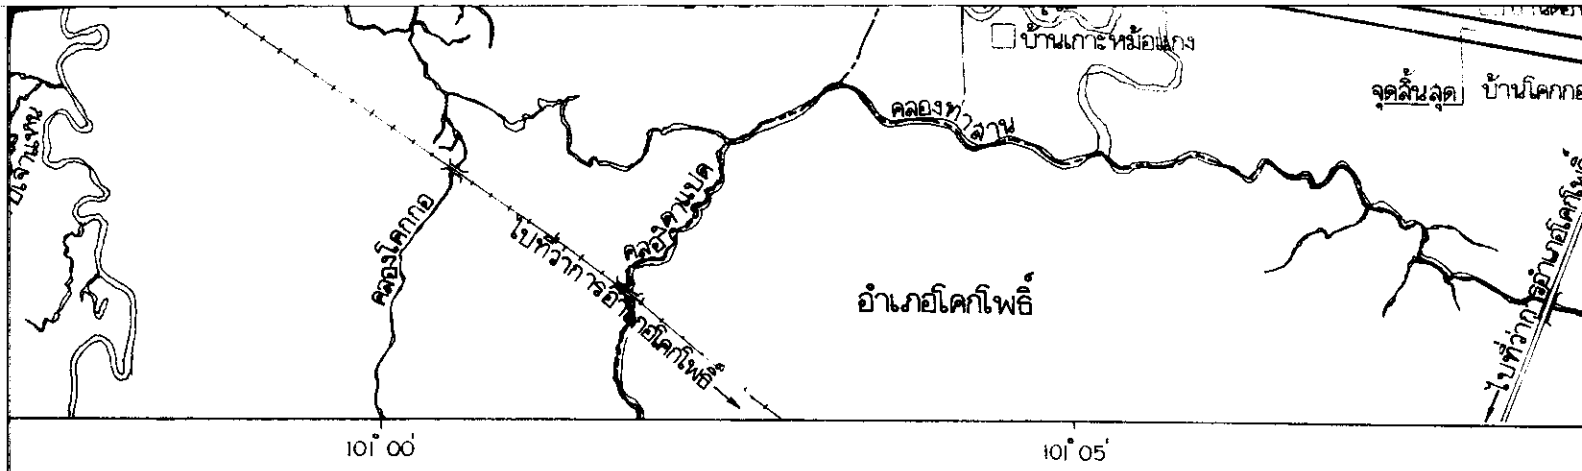 บ้านเกาะหม้อแกง
จุดสิ้นสุด
บ้านโคกกอ
คลองท่าลาน
คลองตาแปด
คลองโคกกอ
ไปที่ว่าการอำเภอโคกโพธิ์
อำเภอโคกโพธิ์
ไปที่ว่าการอำเภอโคกโพธิ์
101° 00'
101° 05'